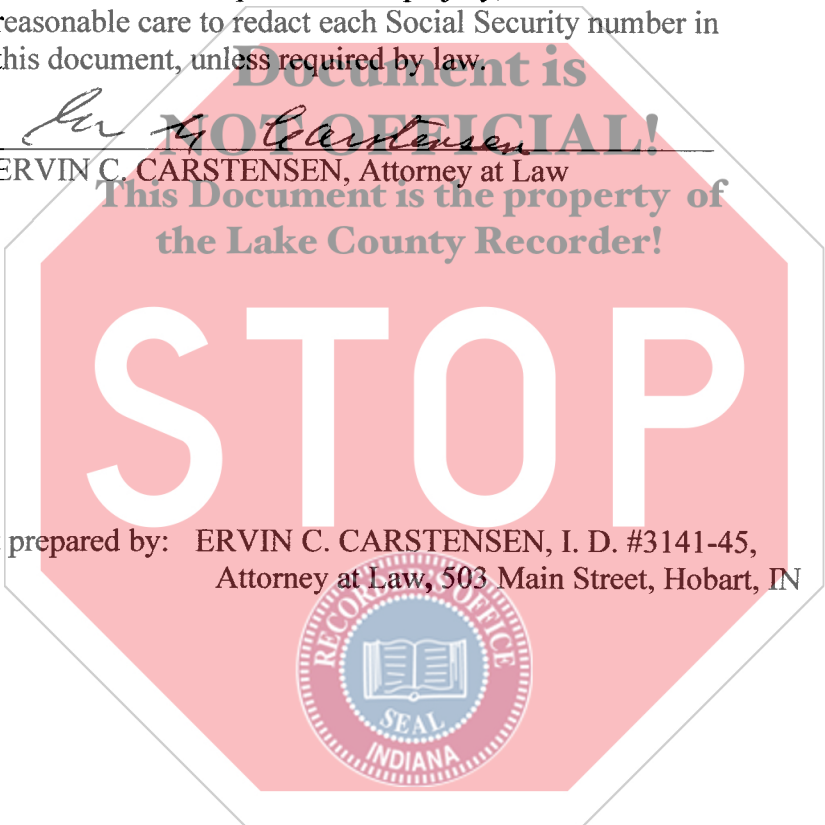 reasonable care to redact each Social Security number in
this document, unless required by law.
Document is
NOT OFFICIAL!
Carstensen
ERVIN C. CARSTENSEN, Attorney at Law
This Document is the property of
the Lake County Recorder!
STOP
prepared by: ERVIN C. CARSTENSEN, I. D. #3141-45,
Attorney at Law, 503 Main Street, Hobart, IN
RECORDER'S OFFICE
SEAL
INDIANA